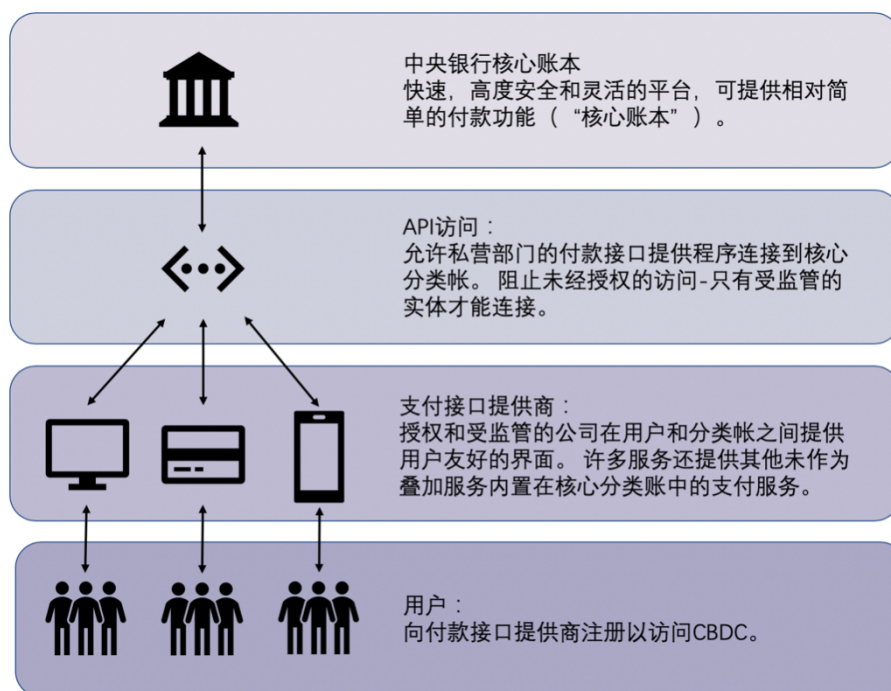 中央银行核心账本
快速，高度安全和灵活的平台，可提供相对简
单的付款功能（ “核心账本” ）。
API访问：
允许私营部门的付款接口提供程序连接到核心
分类帐。 阻止未经授权的访问-只有受监管的
实体才能连接。
支付接口提供商：
授权和受监管的公司在用户和分类帐之间提供
用户友好的界面。 许多服务还提供其他未作为
叠加服务内置在核心分类账中的支付服务。
用户：
向付款接口提供商注册以访问CBDC。